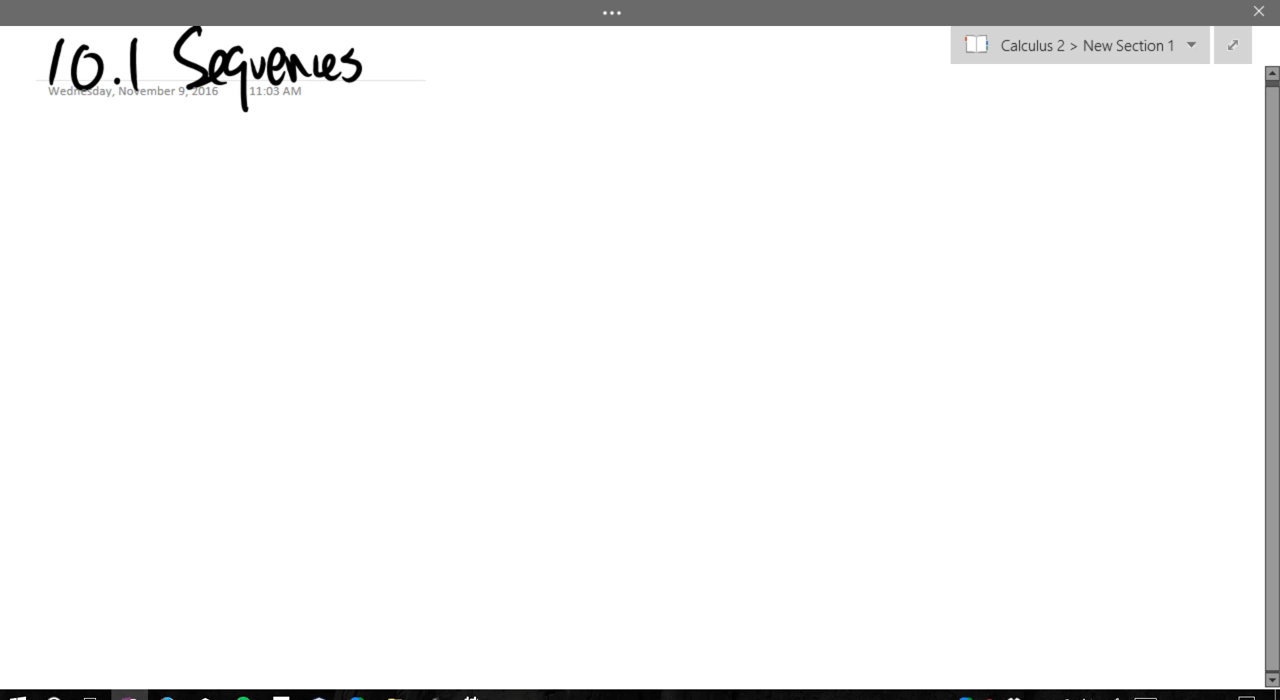 Calculus 2 > New Section 1
10.1 Sequences
Wednesday, November 9, 2016 11:03 AM